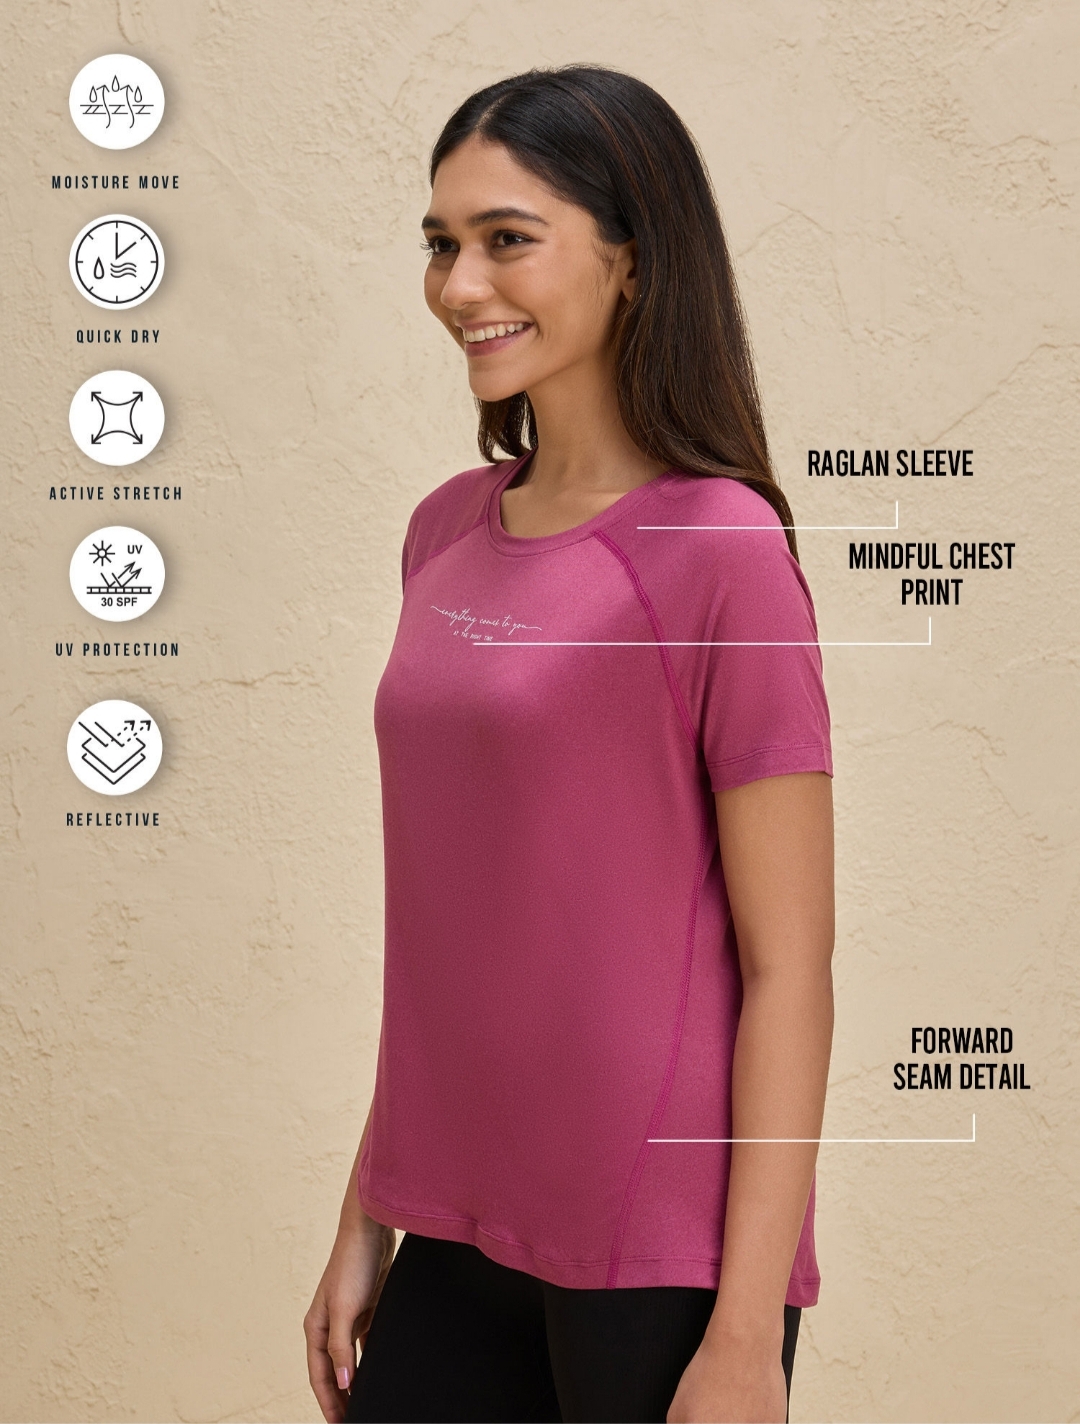 MOISTURE MOVE
QUICK DRY
ACTIVE STRETCH
UV
30 SPF
UV PROTECTION
REFLECTIVE
RAGLAN SLEEVE
MINDFUL CHEST
PRINT
everything comes to you
AT THE RIGHT TIME
FORWARD
SEAM DETAIL